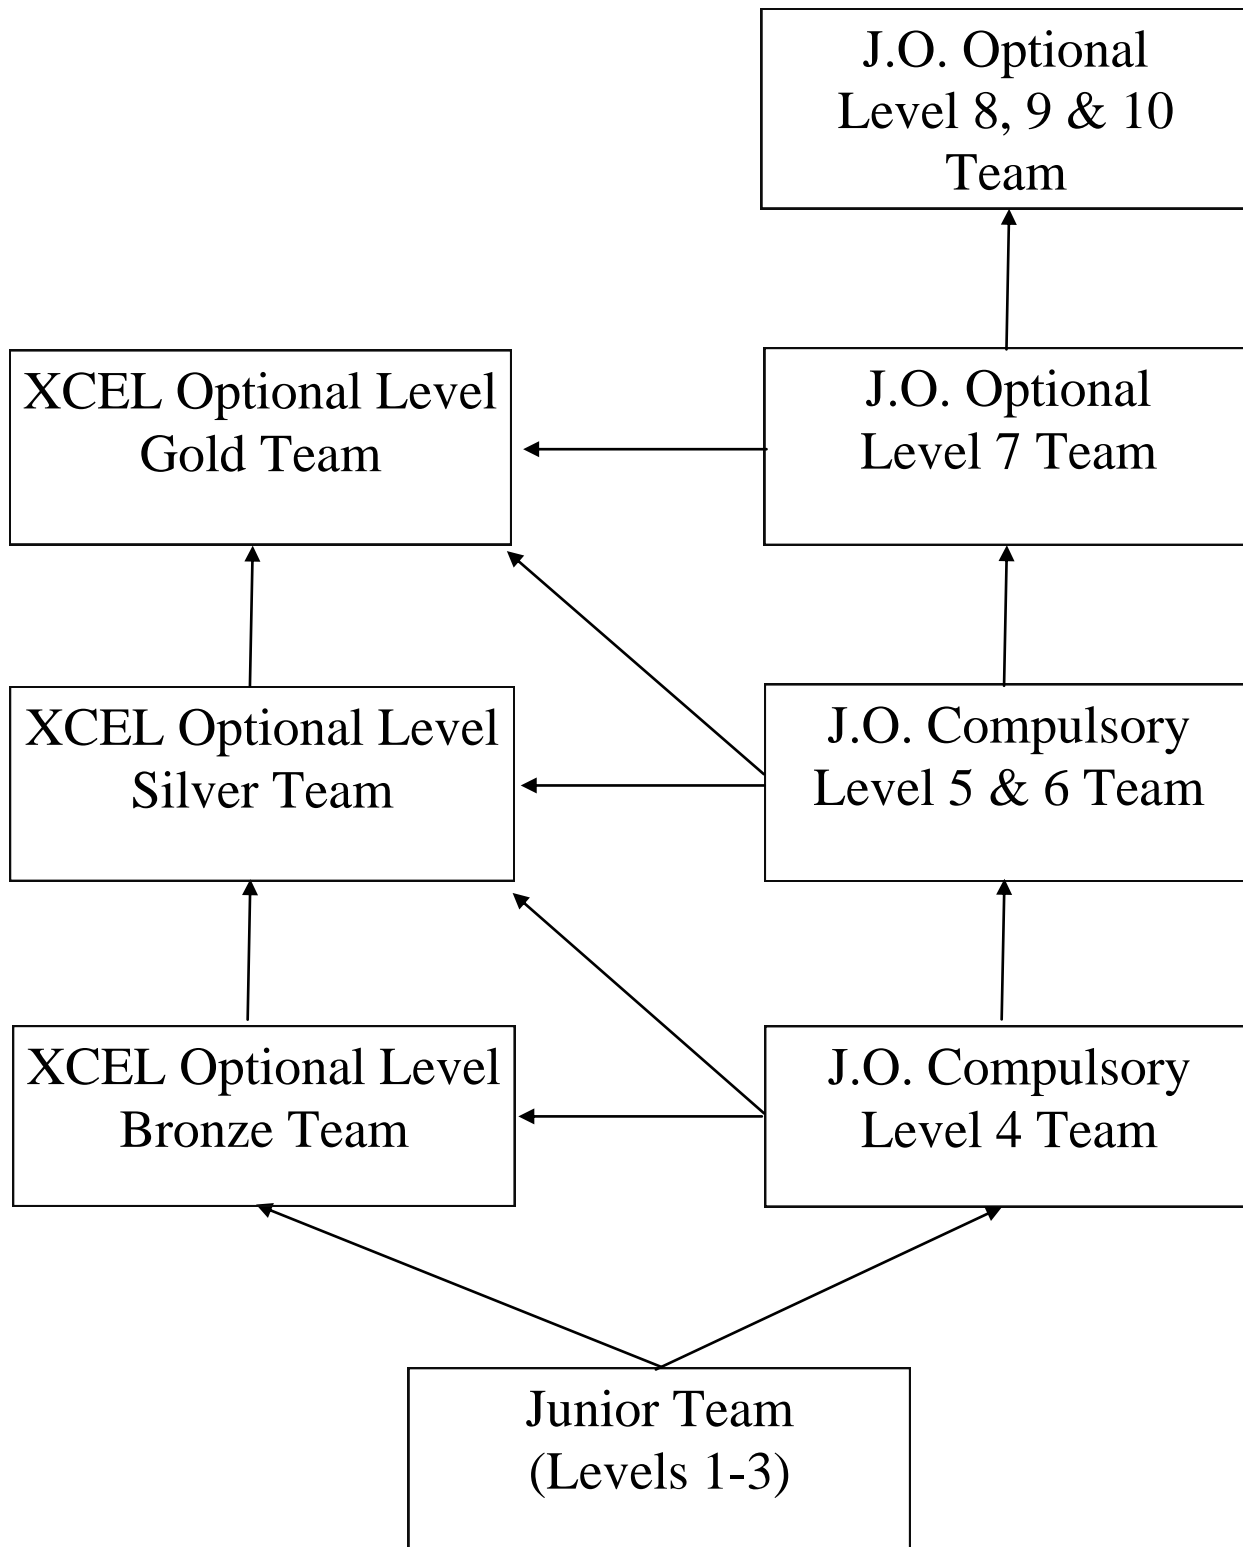 J.O. Optional
Level 8, 9 & 10
Team
XCEL Optional Level
Gold Team
J.O. Optional
Level 7 Team
XCEL Optional Level
Silver Team
J.O. Compulsory
Level 5 & 6 Team
XCEL Optional Level
Bronze Team
J.O. Compulsory
Level 4 Team
Junior Team
(Levels 1-3)